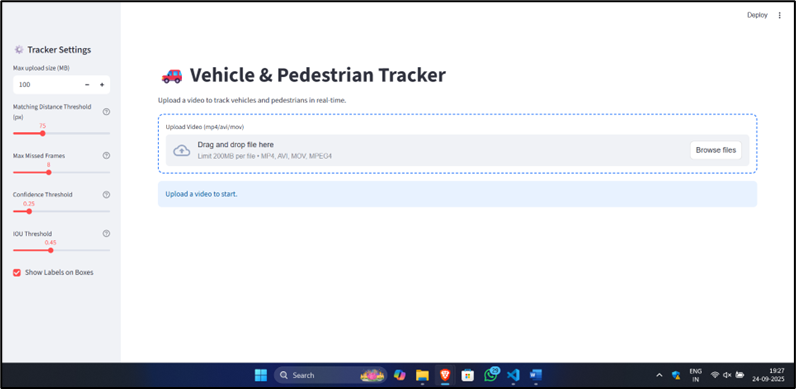 Deploy
Tracker Settings
Max upload size (MB)
100
Matching Distance Threshold
(px)
75
Max Missed Frames
8
Confidence Threshold
0.25
IOU Threshold
0.45
Show Labels on Boxes
Vehicle & Pedestrian Tracker
Upload a video to track vehicles and pedestrians in real-time.
Upload Video (mp4/avi/mov)
Drag and drop file here
Limit 200MB per file • MP4, AVI, MOV, MPEG4
Browse files
Upload a video to start.
Search
ENG
IN
19:27
24-09-2025